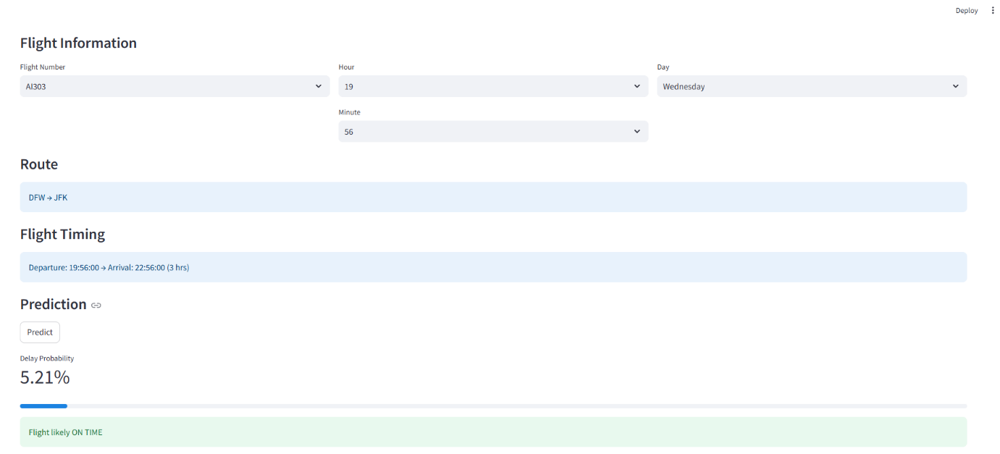 Deploy
Flight Information
Flight Number
Hour
Day
AI303
19
Wednesday
Minute
56
Route
DFW → JFK
Flight Timing
Departure: 19:56:00 → Arrival: 22:56:00 (3 hrs)
Prediction
Predict
Delay Probability
5.21%
Flight likely ON TIME